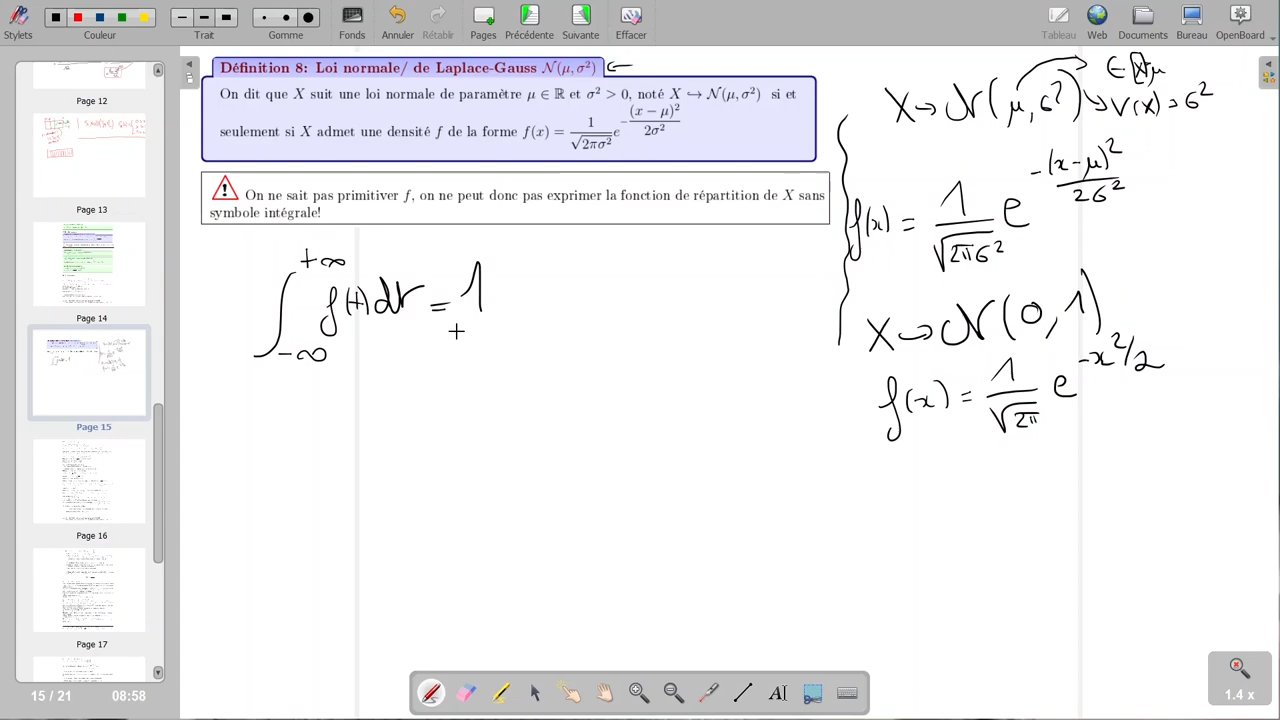 Stylets
Couleur
Gomme
Fonds
Annuler
Rétablir
Pages
Précédente
Suivante
Effacer
Tableau
Web
Documents
Bureau
OpenBoard
Page 12
Page 13
Page 14
Page 15
Page 16
Page 17
15 / 21 08:58
Définition 8: Loi normale/ de Laplace-Gauss 𝒩(μ, σ²) ←
On dit que X suit une loi normale de paramètre μ ∈ ℝ et σ² > 0, noté X ↪ 𝒩(μ, σ²) si et
seulement si X admet une densité f de la forme f(x) = 1/√(2πσ²) e^(−(x − μ)²/(2σ²))
! On ne sait pas primitiver f, on ne peut donc pas exprimer la fonction de répartition de X sans
symbole intégrale!
∫_{-∞}^{+∞} f(t)dt = 1
X → 𝒩(μ, σ²) → V(X) = σ²
f(x) = 1/√(2πσ²) e^(−(x−μ)²/(2σ²))
X → 𝒩(0, 1)
f(x) = 1/√(2π) e^(−x²/2)
1.4 x